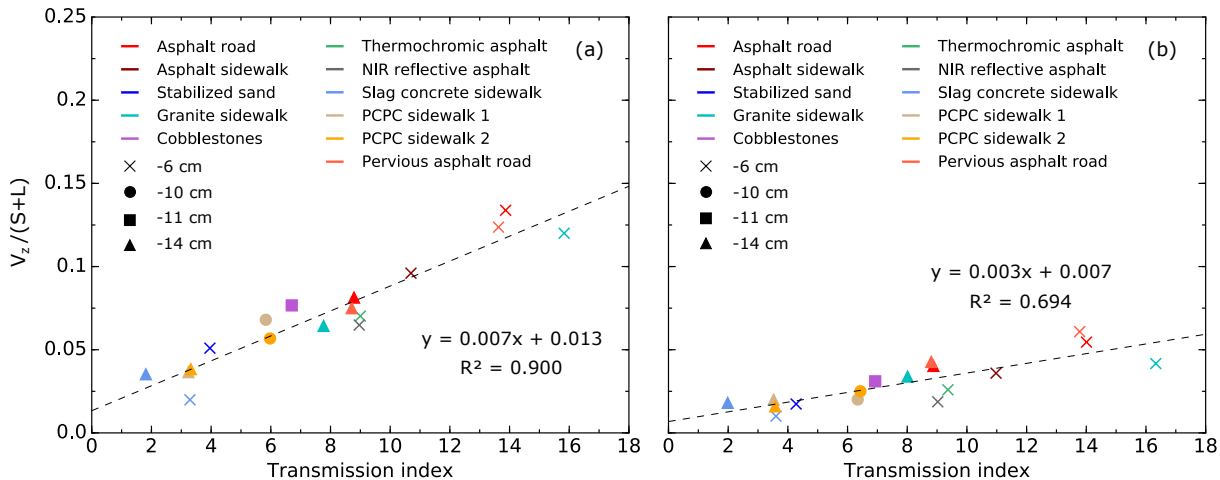 0.25
0.20
0.15
0.1
0.05
0.0
V_z/(S+L)
Asphalt road
Asphalt sidewalk
Stabilized sand
Granite sidewalk
Cobblestones
-6 cm
-10 cm
-11 cm
-14 cm
Thermochromic asphalt
NIR reflective asphalt
Slag concrete sidewalk
PCPC sidewalk 1
PCPC sidewalk 2
Pervious asphalt road
(a)
y = 0.007x + 0.013
R² = 0.900
0 2 4 6 8 10 12 14 16 18
Transmission index
Asphalt road
Asphalt sidewalk
Stabilized sand
Granite sidewalk
Cobblestones
-6 cm
-10 cm
-11 cm
-14 cm
Thermochromic asphalt
NIR reflective asphalt
Slag concrete sidewalk
PCPC sidewalk 1
PCPC sidewalk 2
Pervious asphalt road
(b)
y = 0.003x + 0.007
R² = 0.694
0 2 4 6 8 10 12 14 16 18
Transmission index